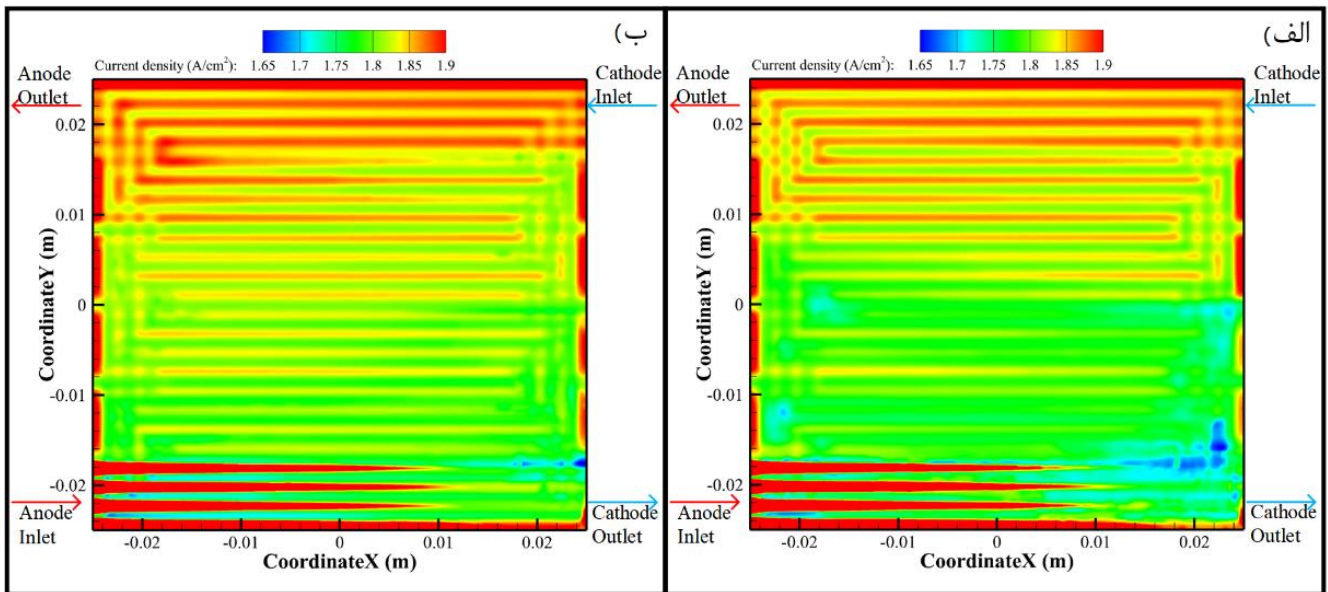 ب)
Current density (A/cm²): 1.65 1.7 1.75 1.8 1.85 1.9
Anode Outlet
Cathode Inlet
0.02
0.01
0
-0.01
-0.02
CoordinateY (m)
Anode Inlet
Cathode Outlet
-0.02 -0.01 0 0.01 0.02
CoordinateX (m)
الف)
Current density (A/cm²): 1.65 1.7 1.75 1.8 1.85 1.9
Anode Outlet
Cathode Inlet
0.02
0.01
0
-0.01
-0.02
CoordinateY (m)
Anode Inlet
Cathode Outlet
-0.02 -0.01 0 0.01 0.02
CoordinateX (m)